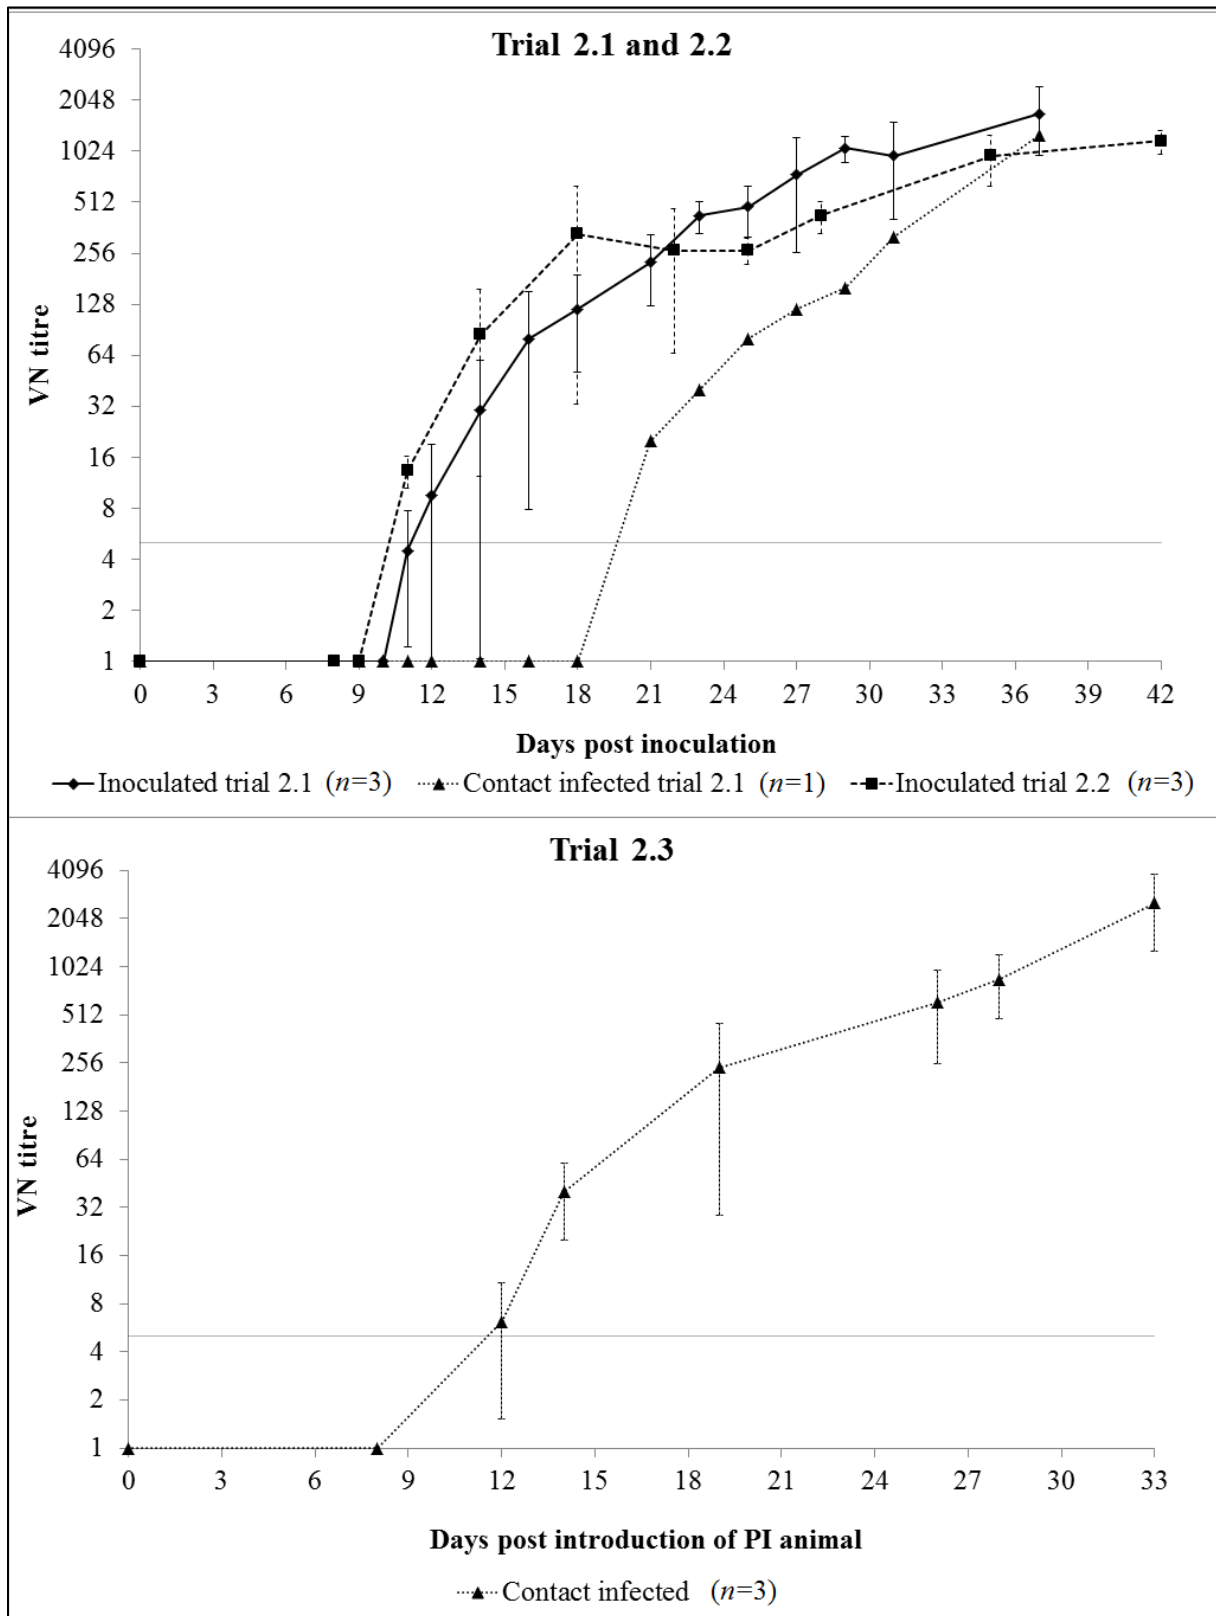 Trial 2.1 and 2.2
4096
2048
1024
512
256
128
64
32
16
8
4
2
1
VN titre
0 3 6 9 12 15 18 21 24 27 30 33 36 39 42
Days post inoculation
Inoculated trial 2.1 (n=3) Contact infected trial 2.1 (n=1) Inoculated trial 2.2 (n=3)
Trial 2.3
4096
2048
1024
512
256
128
64
32
16
8
4
2
1
VN titre
0 3 6 9 12 15 18 21 24 27 30 33
Days post introduction of PI animal
Contact infected (n=3)